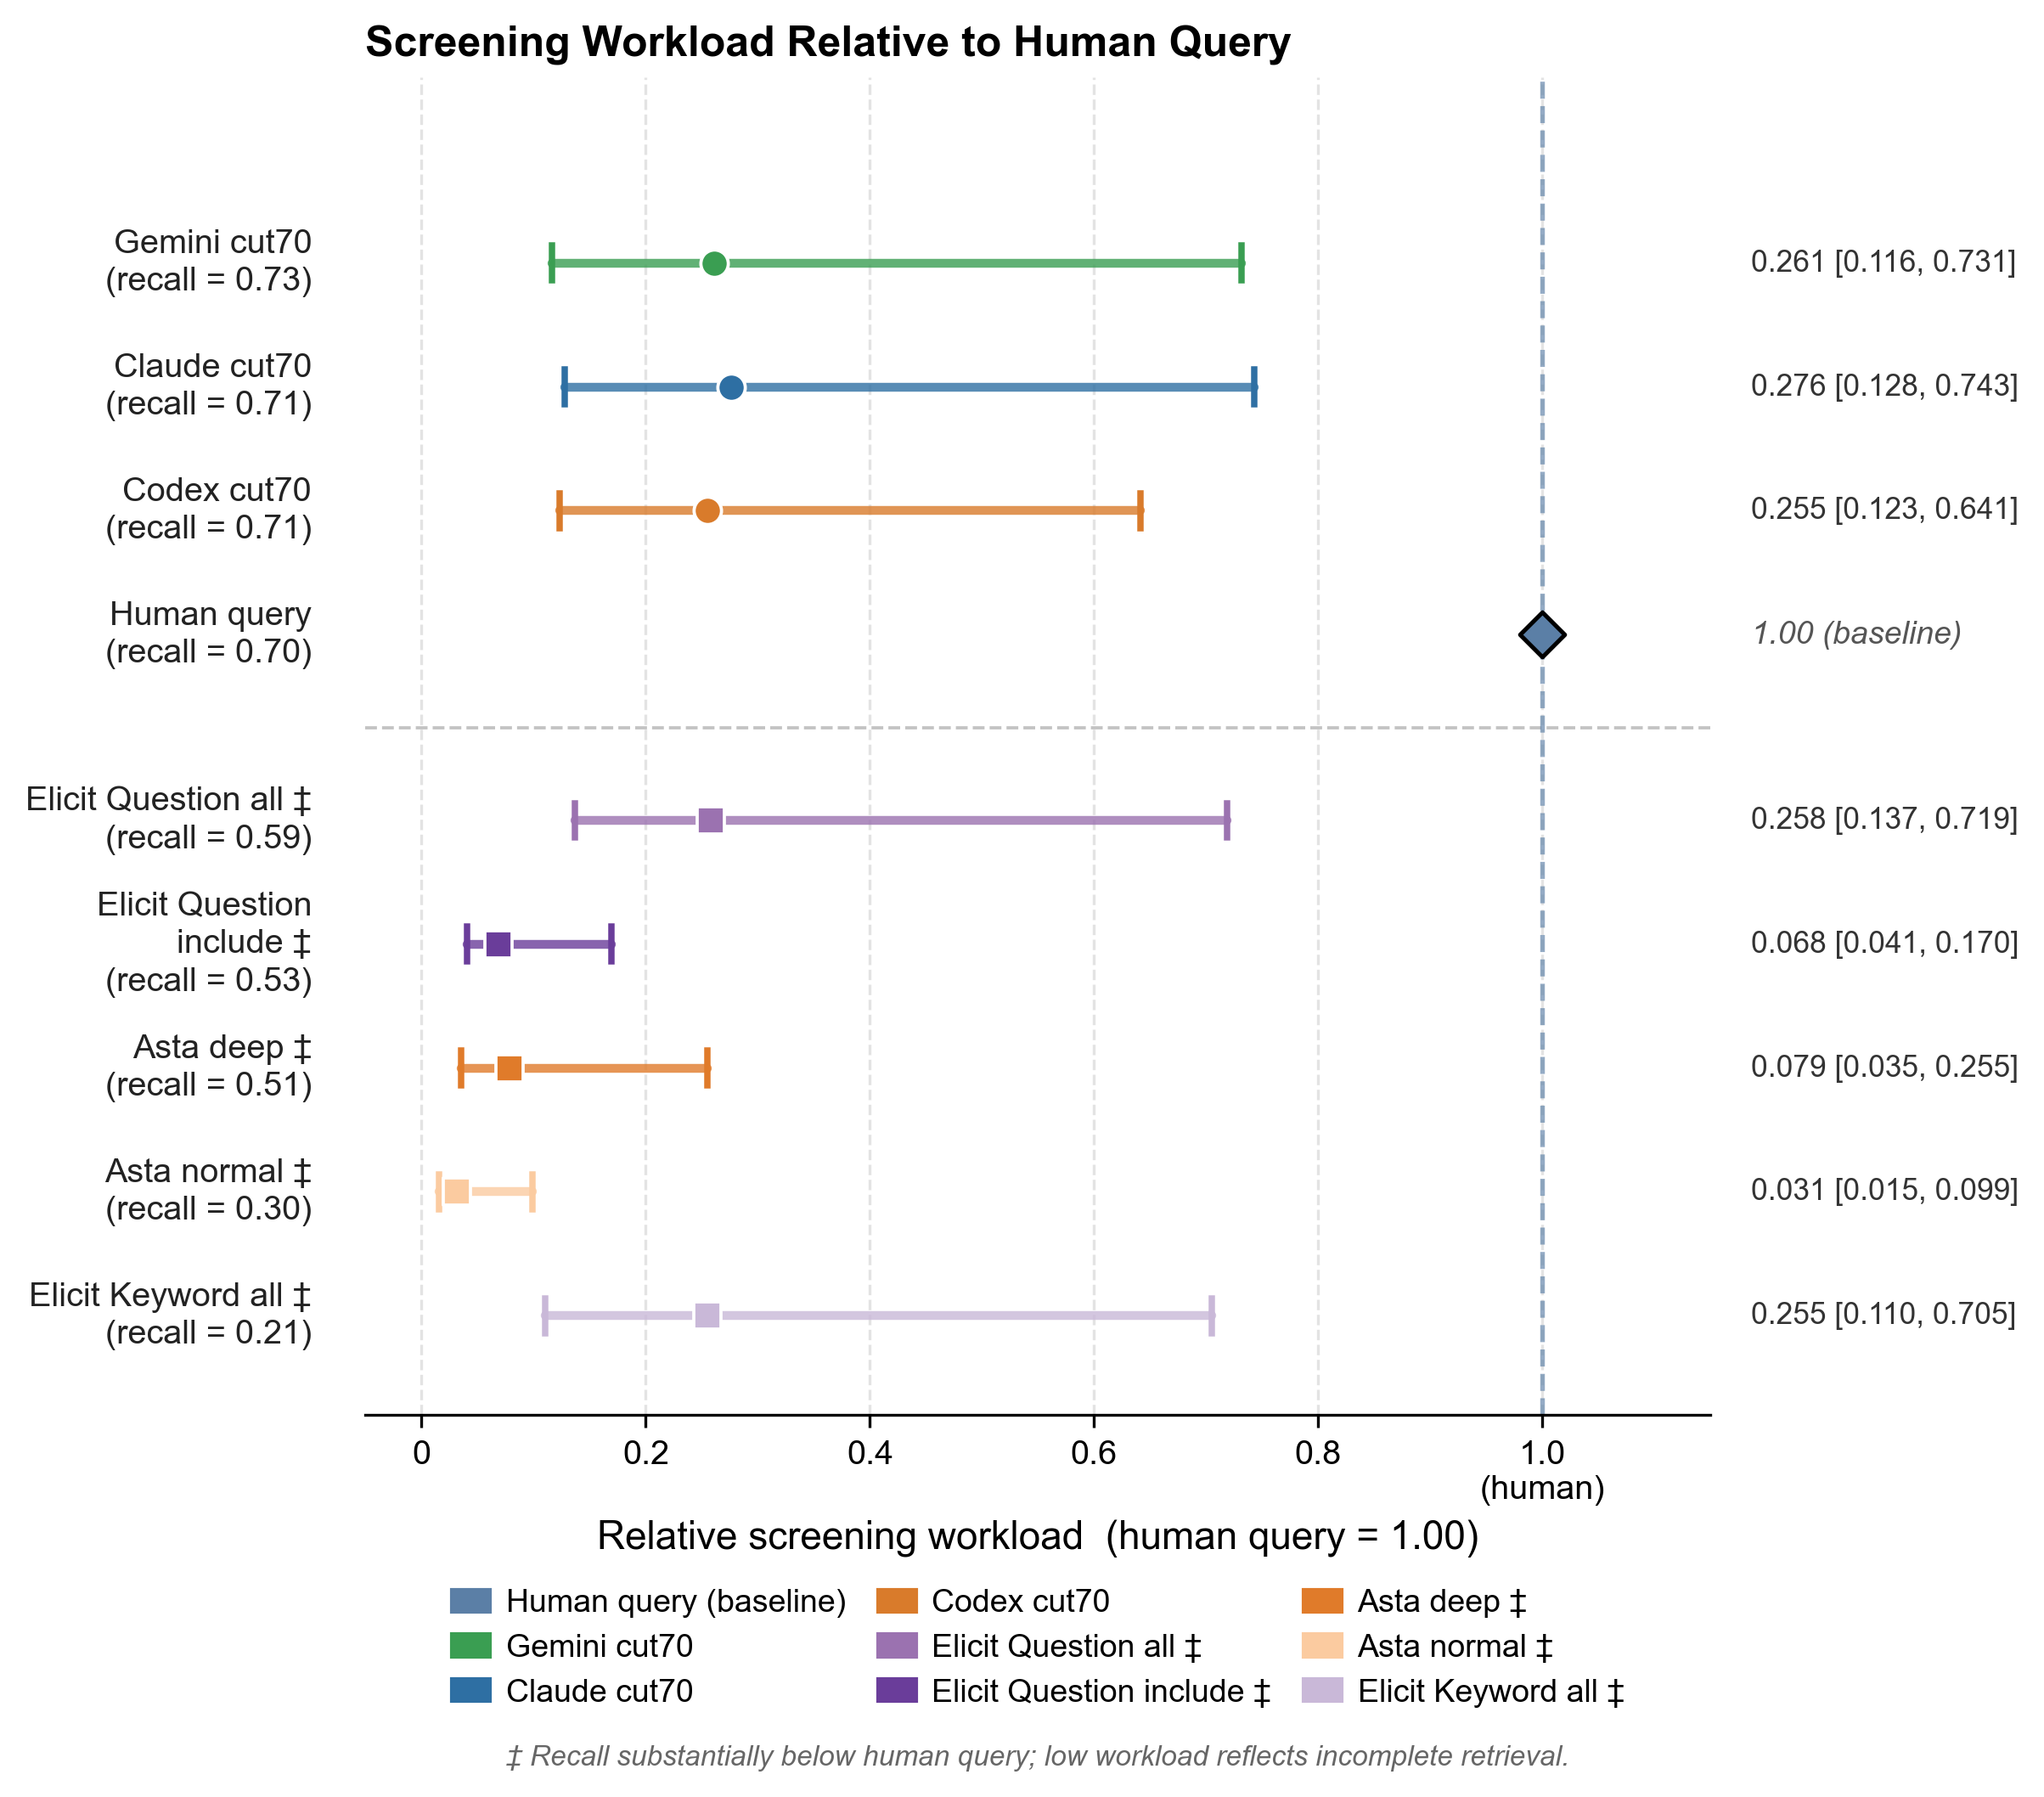 Screening Workload Relative to Human Query
Gemini cut70
(recall = 0.73)
0.261 [0.116, 0.731]
Claude cut70
(recall = 0.71)
0.276 [0.128, 0.743]
Codex cut70
(recall = 0.71)
0.255 [0.123, 0.641]
Human query
(recall = 0.70)
1.00 (baseline)
Elicit Question all ‡
(recall = 0.59)
0.258 [0.137, 0.719]
Elicit Question
include ‡
(recall = 0.53)
0.068 [0.041, 0.170]
Asta deep ‡
(recall = 0.51)
0.079 [0.035, 0.255]
Asta normal ‡
(recall = 0.30)
0.031 [0.015, 0.099]
Elicit Keyword all ‡
(recall = 0.21)
0.255 [0.110, 0.705]
0 0.2 0.4 0.6 0.8 1.0
(human)
Relative screening workload (human query = 1.00)
Human query (baseline)
Gemini cut70
Claude cut70
Codex cut70
Elicit Question all ‡
Elicit Question include ‡
Asta deep ‡
Asta normal ‡
Elicit Keyword all ‡
‡ Recall substantially below human query; low workload reflects incomplete retrieval.